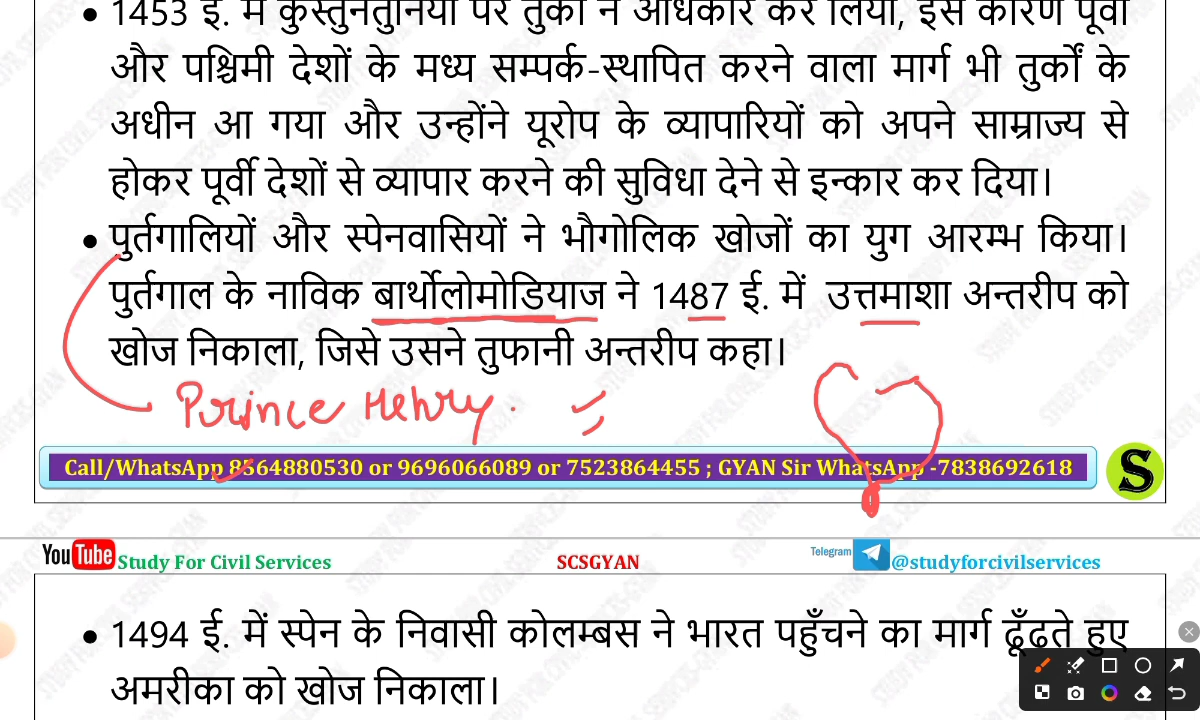 • 1453 ई. में कुस्तुनतुनिया पर तुर्कों ने अधिकार कर लिया, इस कारण पूर्वी
और पश्चिमी देशों के मध्य सम्पर्क-स्थापित करने वाला मार्ग भी तुर्कों के
अधीन आ गया और उन्होंने यूरोप के व्यापारियों को अपने साम्राज्य से
होकर पूर्वी देशों से व्यापार करने की सुविधा देने से इन्कार कर दिया।
• पुर्तगालियों और स्पेनवासियों ने भौगोलिक खोजों का युग आरम्भ किया।
पुर्तगाल के नाविक बार्थोलोमोडियाज ने 1487 ई. में उत्तमाशा अन्तरीप को
खोज निकाला, जिसे उसने तुफानी अन्तरीप कहा।
Prince Henry.
Call/WhatsApp 8564880530 or 9696066089 or 7523864455 ; GYAN Sir WhatsApp -7838692618
S
YouTube Study For Civil Services SCSGYAN Telegram @studyforcivilservices
• 1494 ई. में स्पेन के निवासी कोलम्बस ने भारत पहुँचने का मार्ग ढूँढते हुए
अमरीका को खोज निकाला।